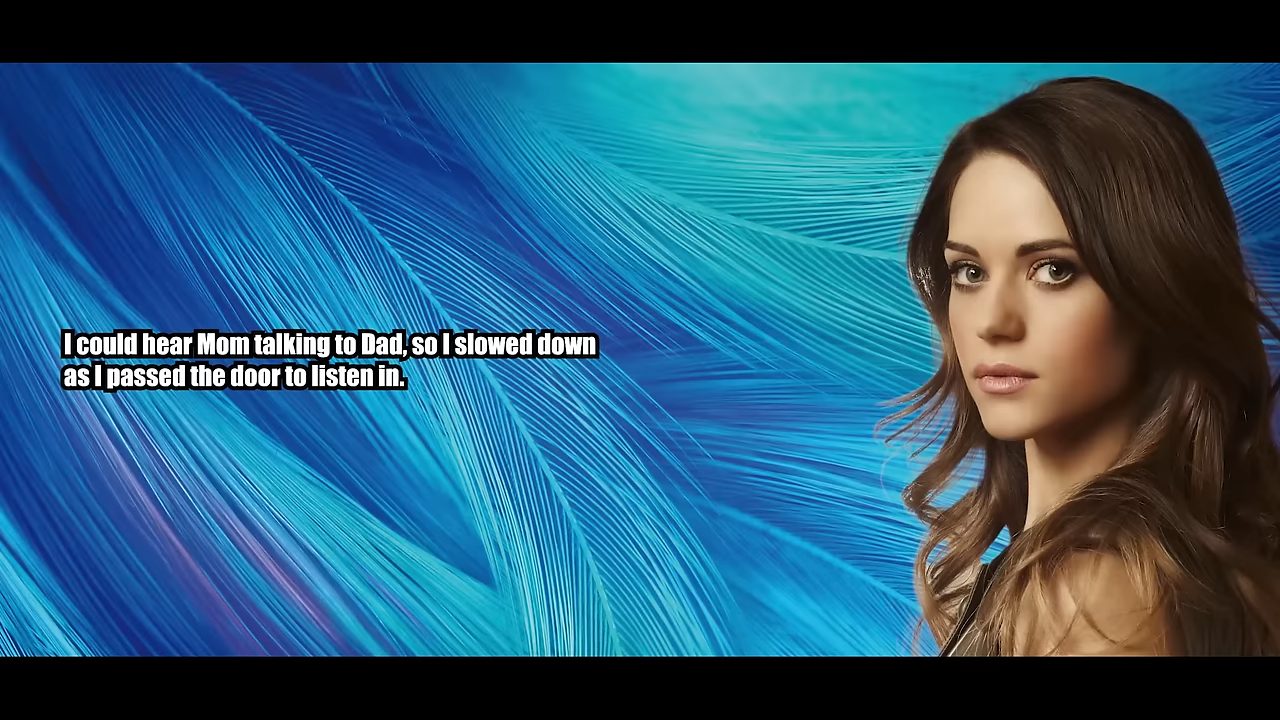 I could hear Mom talking to Dad, so I slowed down
as I passed the door to listen in.